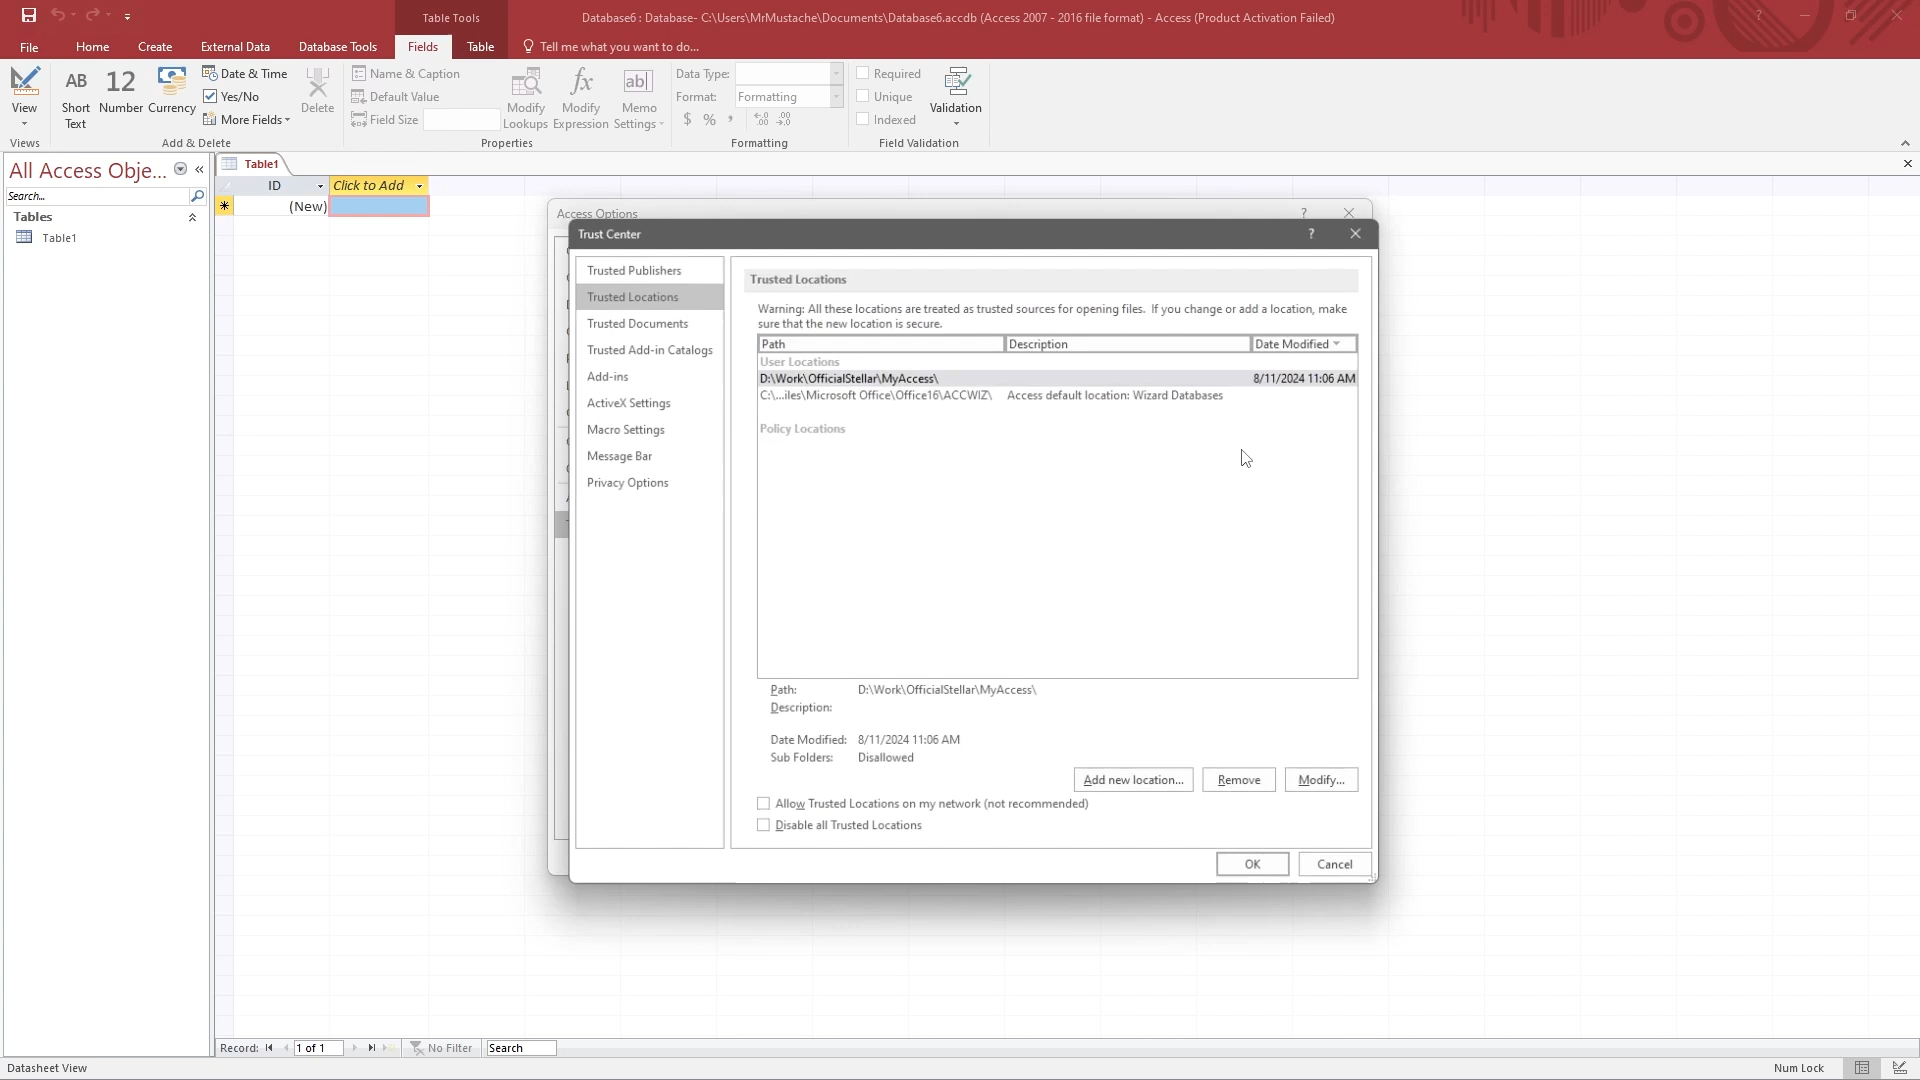 Table Tools
Database6 : Database- C:\Users\MrMustache\Documents\Database6.accdb (Access 2007 - 2016 file format) - Access (Product Activation Failed)
?
File Home Create External Data Database Tools Fields Table Tell me what you want to do...
View
Views
AB Short Text
12 Number
Currency
Date & Time
Yes/No
More Fields
Delete
Add & Delete
Name & Caption
Default Value
Field Size
Modify Lookups
fx Modify Expression
ab| Memo Settings
Properties
Data Type:
Format: Formatting
$ % , ←.0 .00 .00 →.0
Formatting
Required
Unique
Indexed
Validation
Field Validation
All Access Obje... «
Search...
Tables
Table1
Table1
ID Click to Add
* (New)
Access Options ?
Trust Center ?
Trusted Publishers
Trusted Locations
Trusted Documents
Trusted Add-in Catalogs
Add-ins
ActiveX Settings
Macro Settings
Message Bar
Privacy Options
Trusted Locations
Warning: All these locations are treated as trusted sources for opening files. If you change or add a location, make
sure that the new location is secure.
Path Description Date Modified
User Locations
D:\Work\OfficialStellar\MyAccess\ 8/11/2024 11:06 AM
C:\...iles\Microsoft Office\Office16\ACCWIZ\ Access default location: Wizard Databases
Policy Locations
Path: D:\Work\OfficialStellar\MyAccess\
Description:
Date Modified: 8/11/2024 11:06 AM
Sub Folders: Disallowed
Add new location... Remove Modify...
Allow Trusted Locations on my network (not recommended)
Disable all Trusted Locations
OK Cancel
Record: 1 of 1 No Filter Search
Datasheet View Num Lock